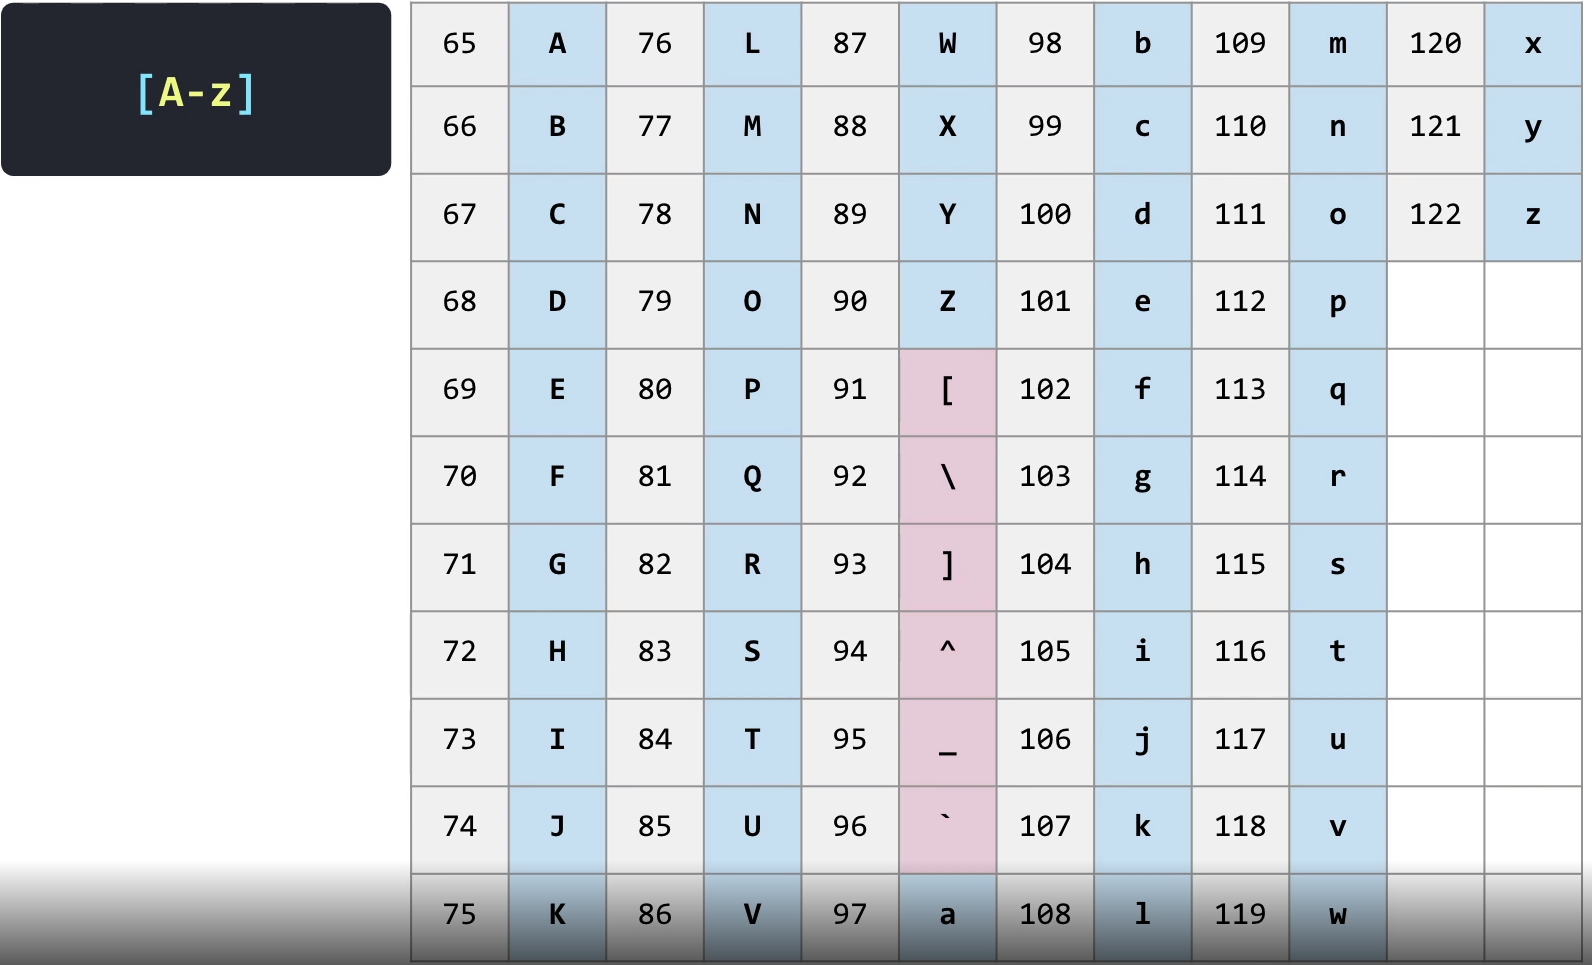 [A-z]
65 A 76 L 87 W 98 b 109 m 120 x
66 B 77 M 88 X 99 c 110 n 121 y
67 C 78 N 89 Y 100 d 111 o 122 z
68 D 79 O 90 Z 101 e 112 p
69 E 80 P 91 [ 102 f 113 q
70 F 81 Q 92 \ 103 g 114 r
71 G 82 R 93 ] 104 h 115 s
72 H 83 S 94 ^ 105 i 116 t
73 I 84 T 95 _ 106 j 117 u
74 J 85 U 96 ` 107 k 118 v
75 K 86 V 97 a 108 l 119 w